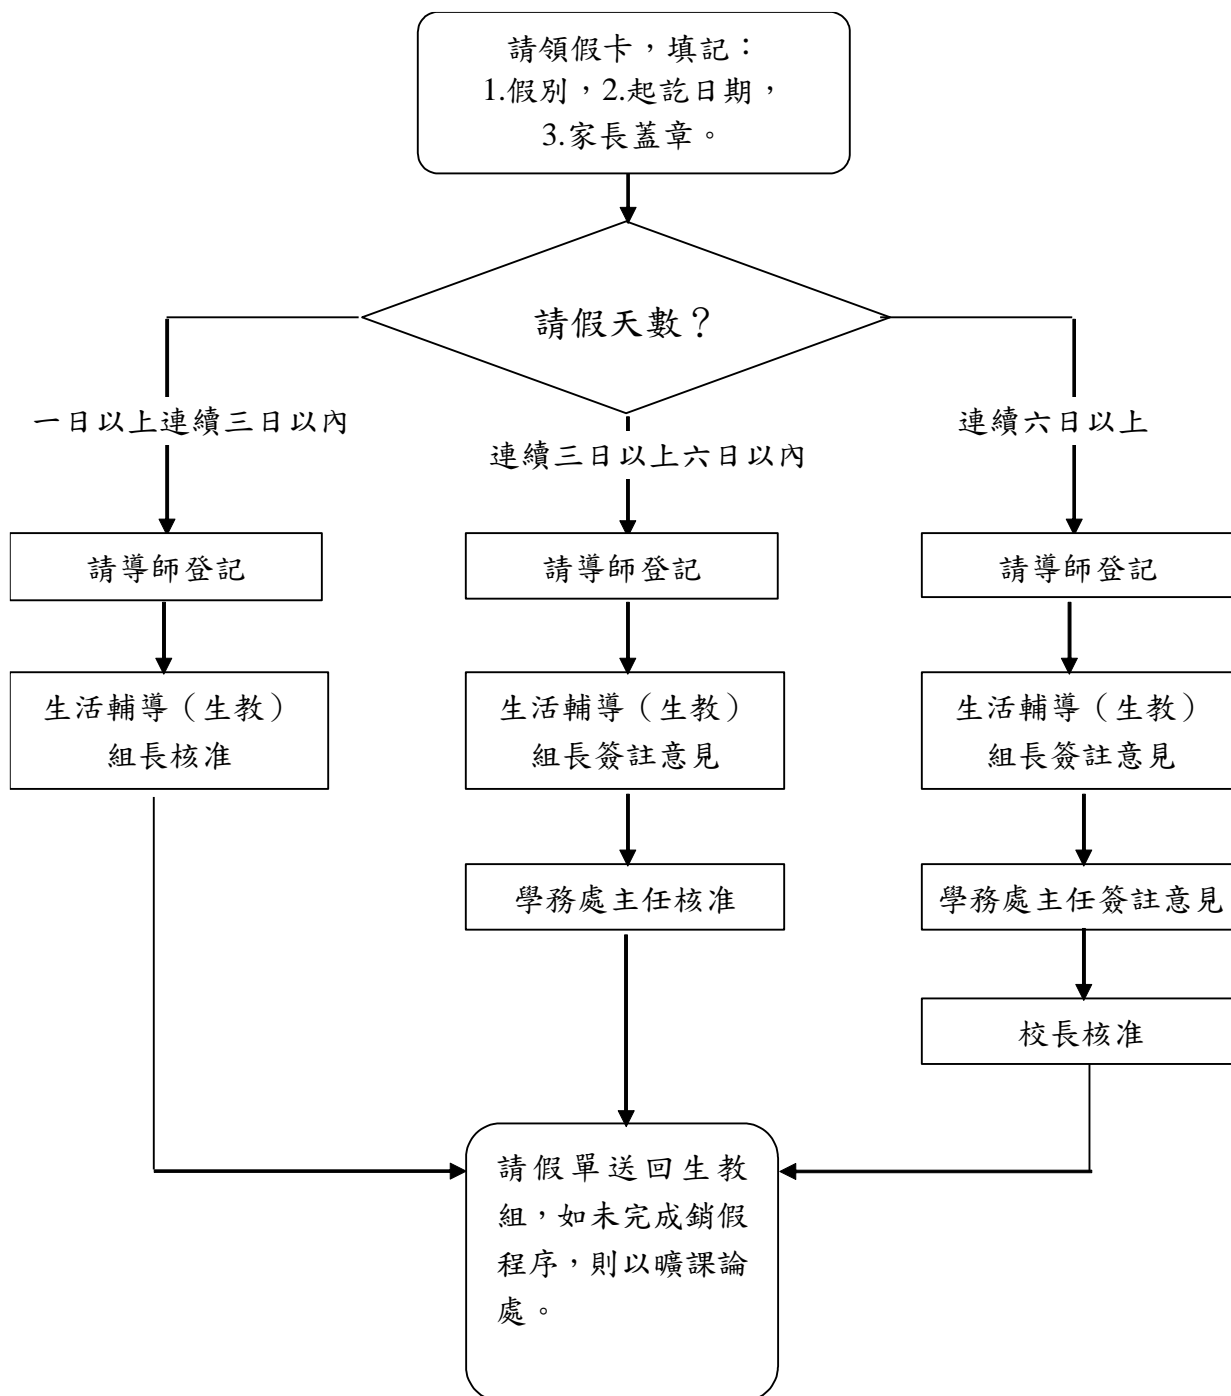 請領假卡，填記：
1.假別，2.起訖日期，
3.家長蓋章。
請假天數？
一日以上連續三日以內
連續三日以上六日以內
連續六日以上
請導師登記
請導師登記
請導師登記
生活輔導（生教）
組長核准
生活輔導（生教）
組長簽註意見
生活輔導（生教）
組長簽註意見
學務處主任核准
學務處主任簽註意見
校長核准
請假單送回生教
組，如未完成銷假
程序，則以曠課論
處。